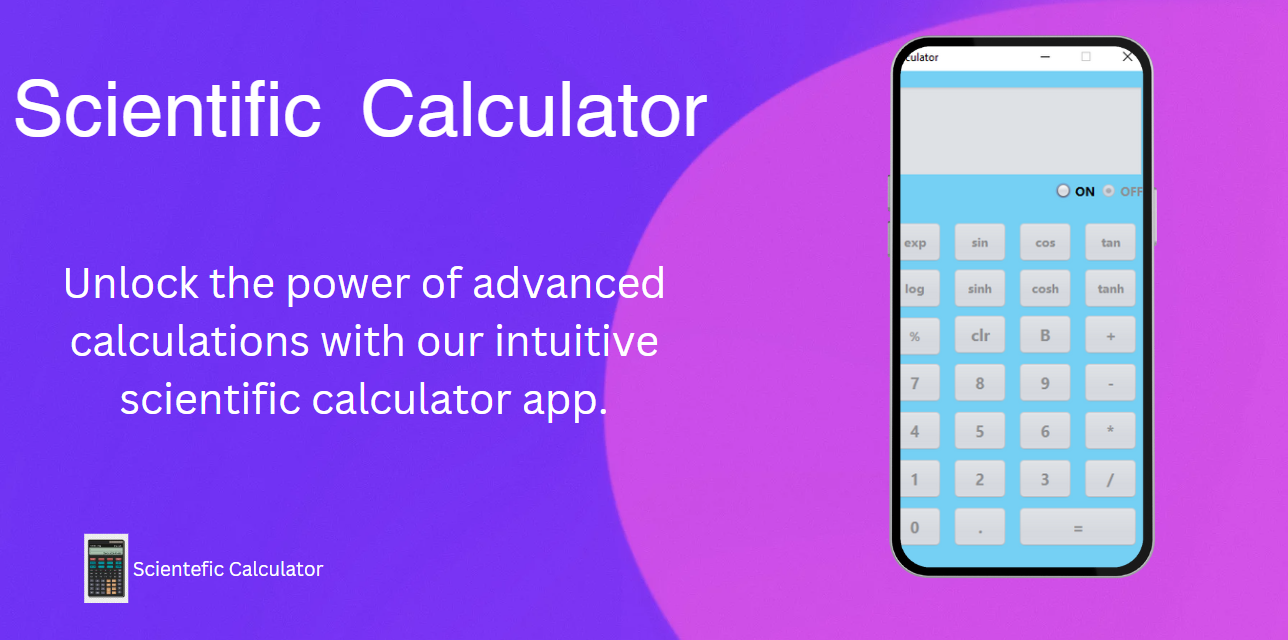 Scientific Calculator
Unlock the power of advanced
calculations with our intuitive
scientific calculator app.
Scientefic Calculator
culator
ON OFF
exp sin cos tan
log sinh cosh tanh
% clr B +
7 8 9 -
4 5 6 *
1 2 3 /
0 . =